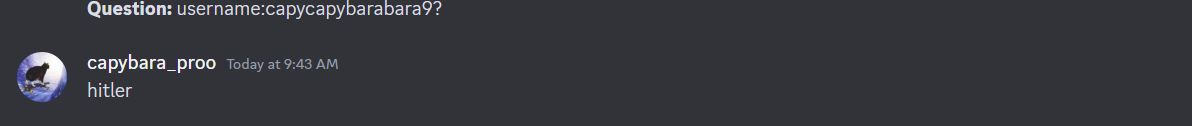 Question: username:capycapybarabara9?
capybara_proo Today at 9:43 AM
hitler